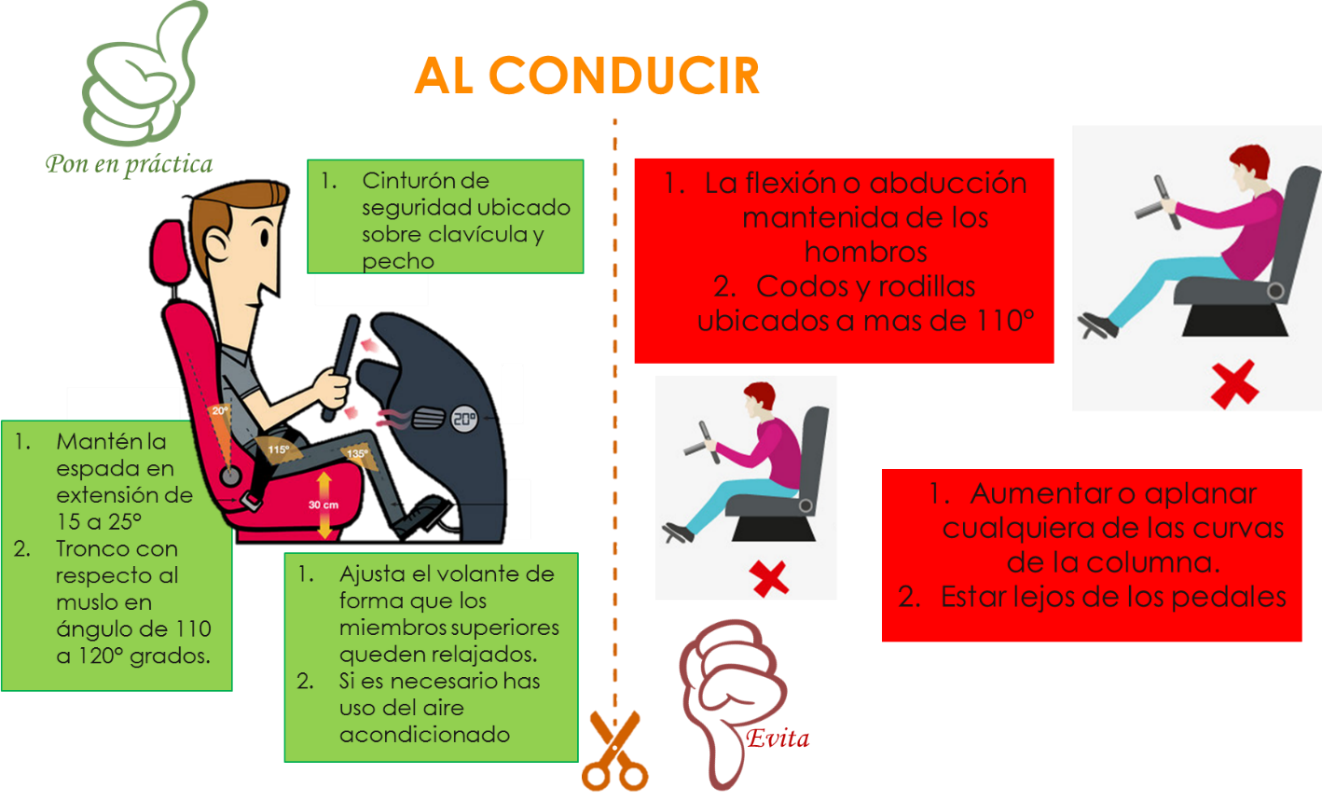 AL CONDUCIR
Pon en práctica
1. Cinturón de
seguridad ubicado
sobre clavícula y
pecho
20°
115°
135°
30 cm
20°
1. Mantén la
espada en
extensión de
15 a 25°
2. Tronco con
respecto al
muslo en
ángulo de 110
a 120° grados.
1. Ajusta el volante de
forma que los
miembros superiores
queden relajados.
2. Si es necesario has
uso del aire
acondicionado
1. La flexión o abducción
mantenida de los
hombros
2. Codos y rodillas
ubicados a mas de 110°
1. Aumentar o aplanar
cualquiera de las curvas
de la columna.
2. Estar lejos de los pedales
Evita